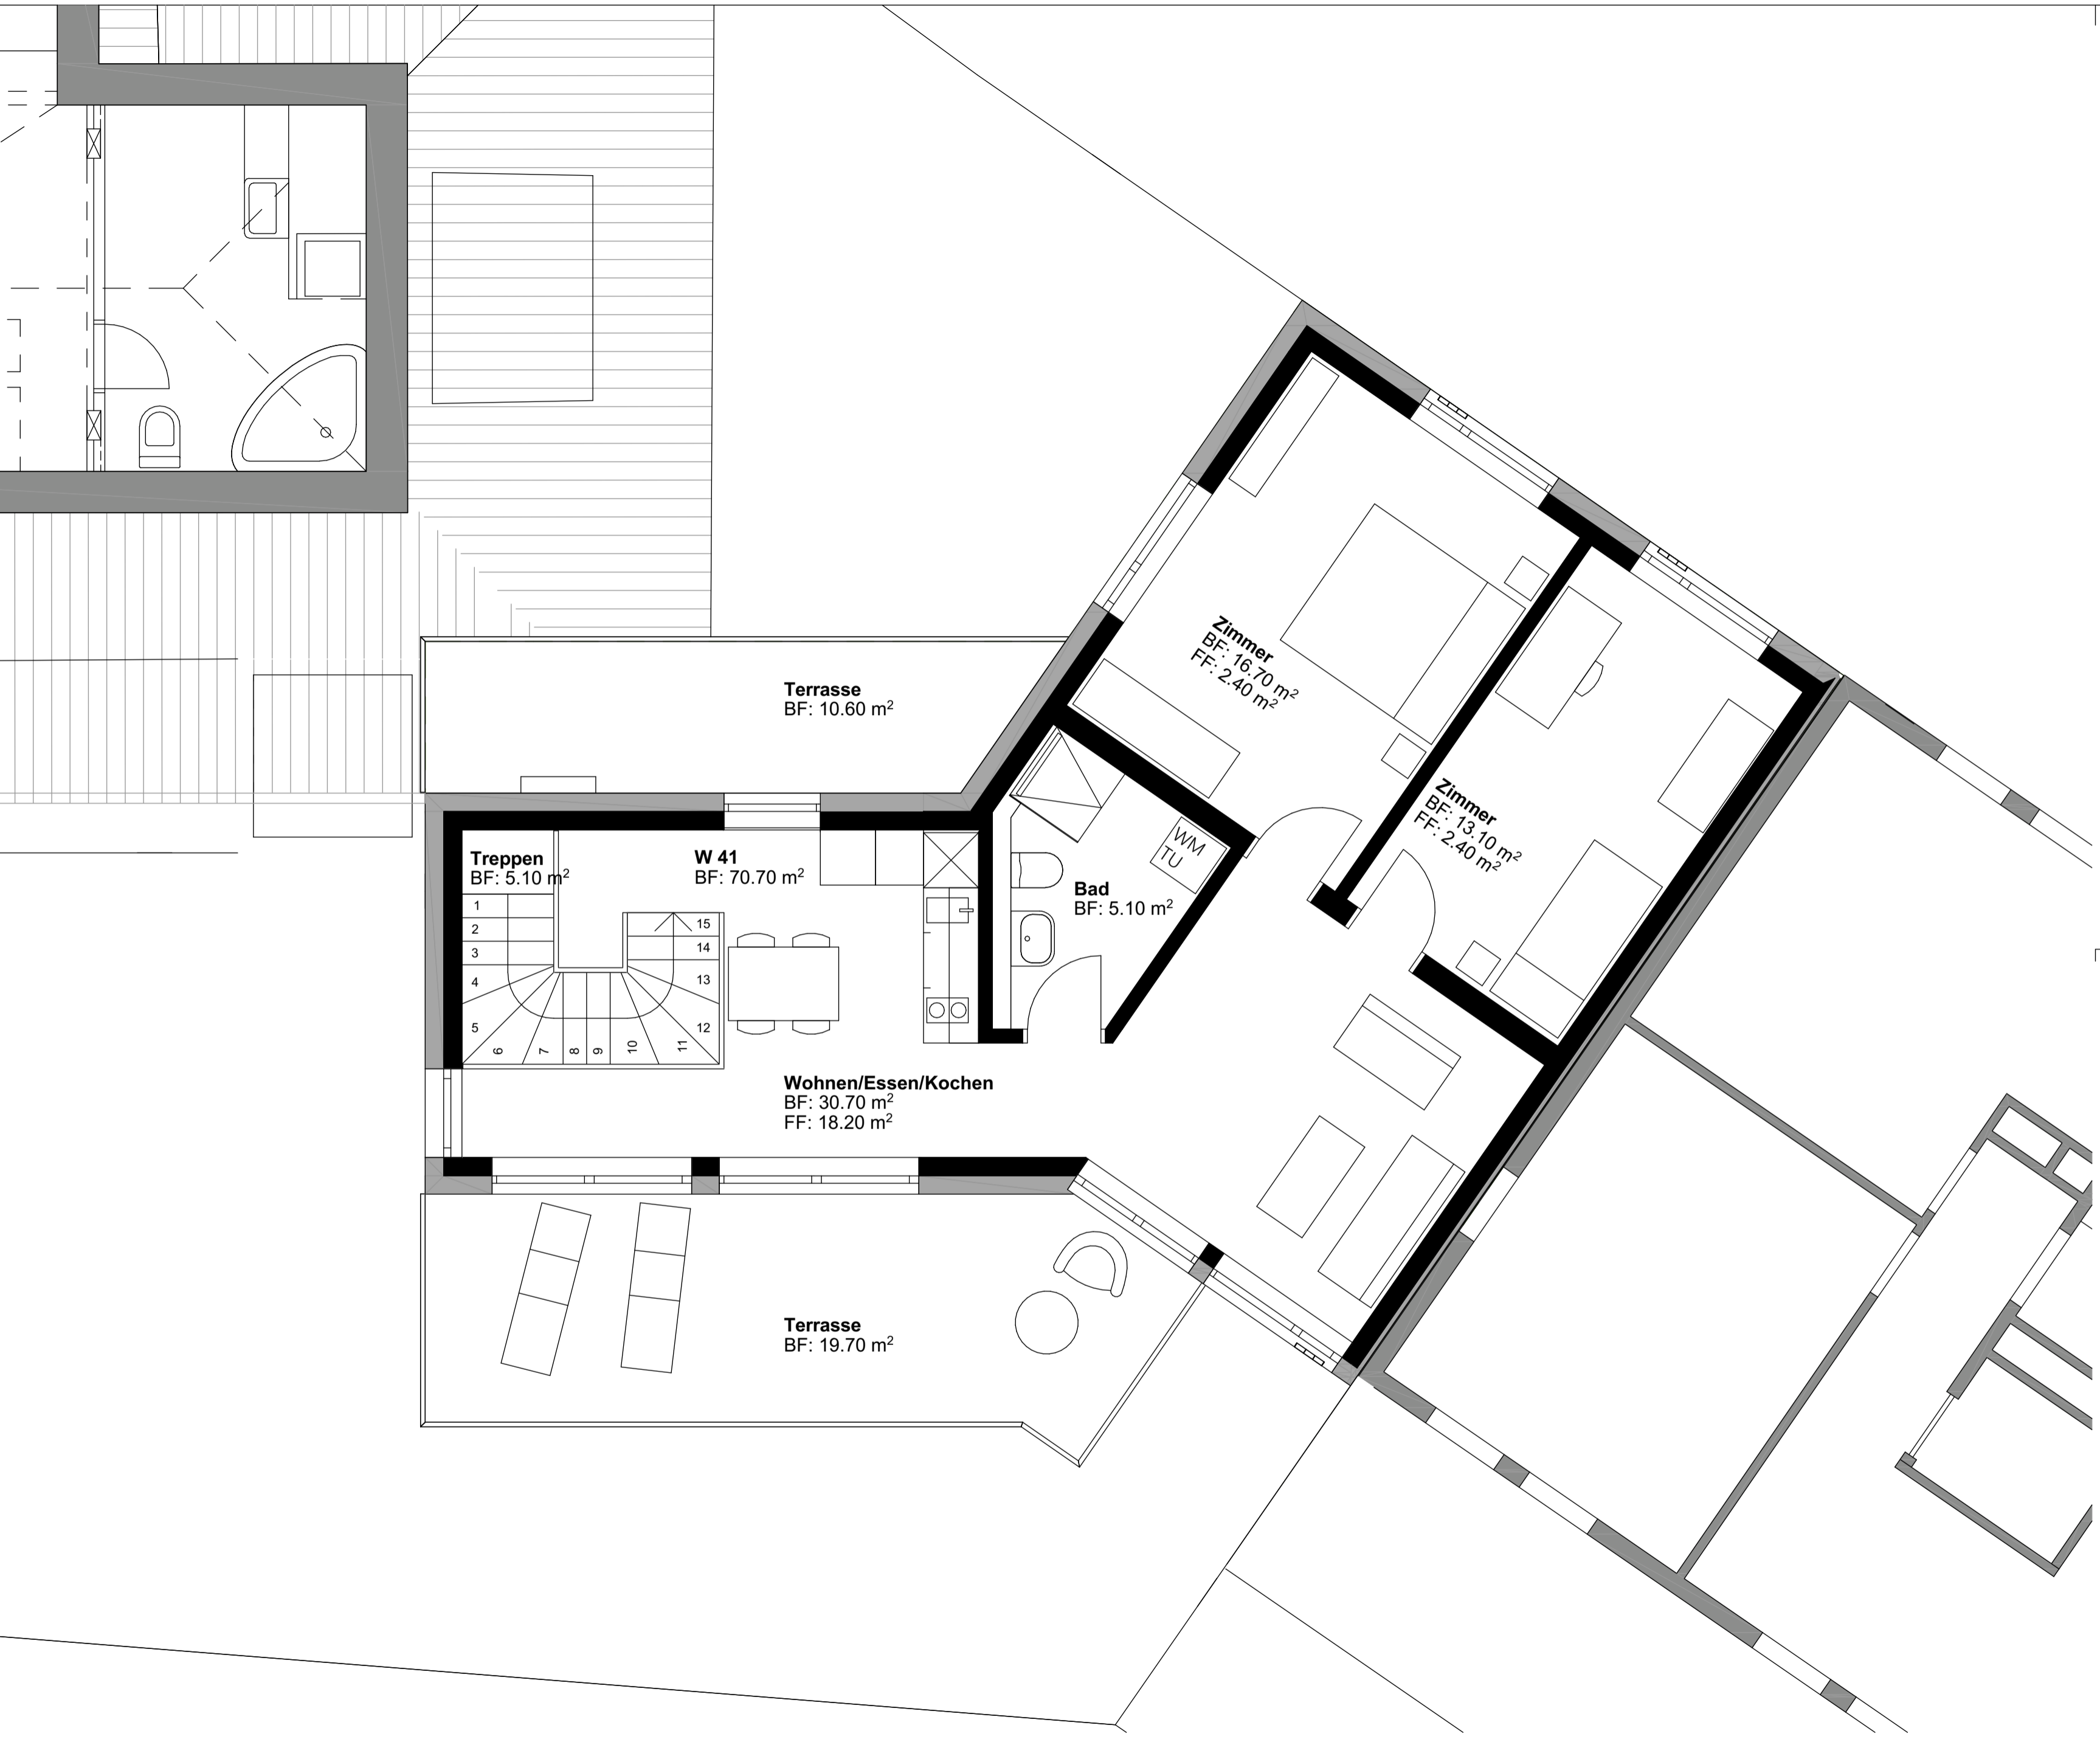 Zimmer
BF: 16.70 m²
FF: 2.40 m²
Terrasse
BF: 10.60 m²
Zimmer
BF: 13.10 m²
FF: 2.40 m²
Treppen
BF: 5.10 m²
W 41
BF: 70.70 m²
WM
TU
Bad
BF: 5.10 m²
1
2
3
4
5
6
7
8
9
10
11
12
13
14
15
Wohnen/Essen/Kochen
BF: 30.70 m²
FF: 18.20 m²
Terrasse
BF: 19.70 m²